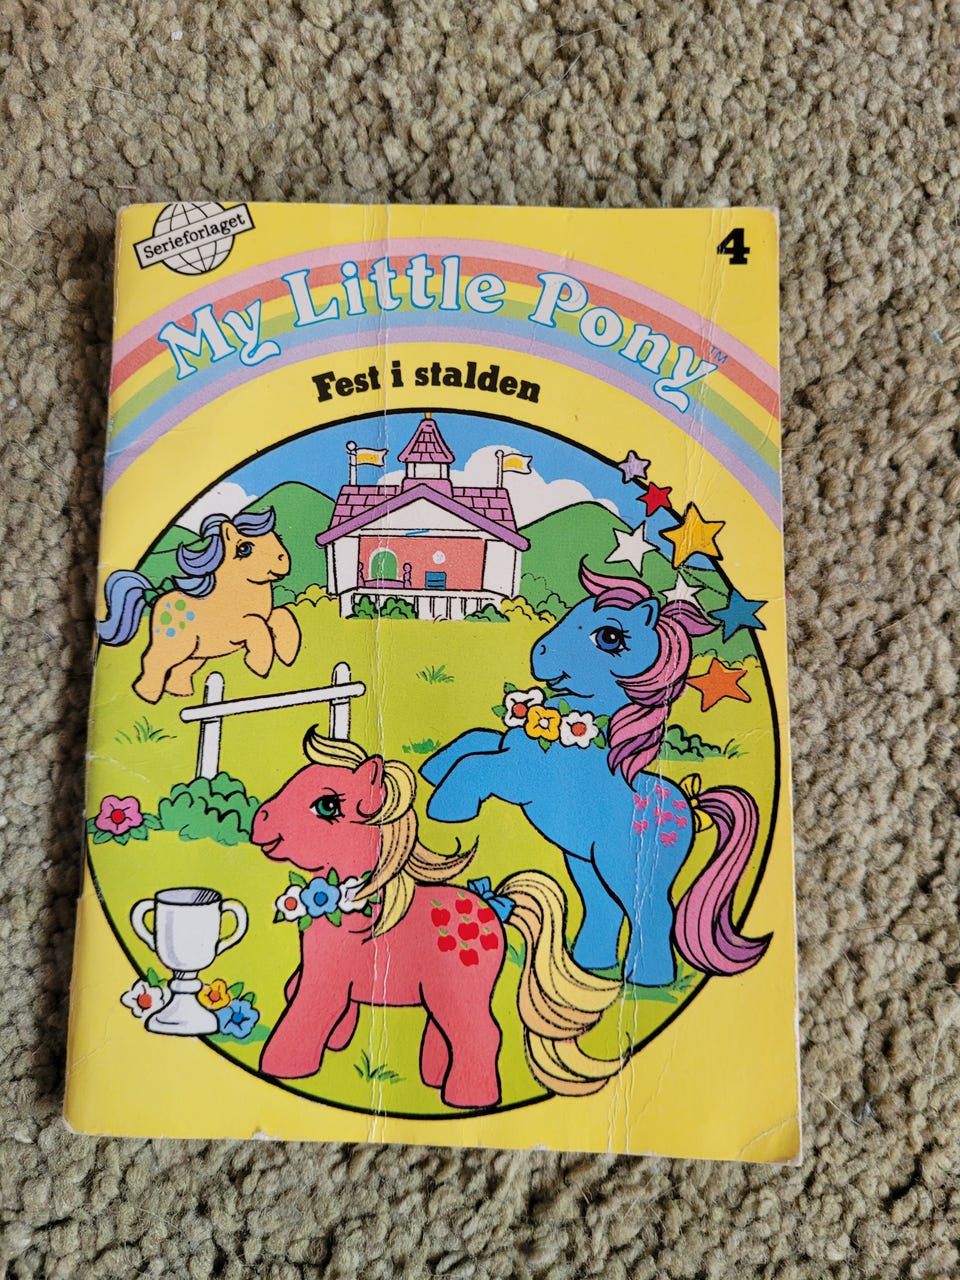 Serieforlaget
4
My Little Pony™
Fest i stalden